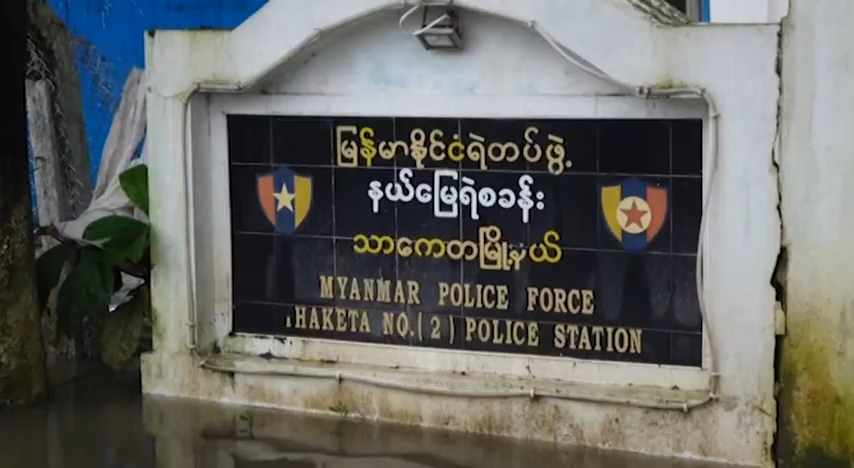 မြန်မာနိုင်ငံရဲတပ်ဖွဲ့
နယ်မြေရဲစခန်း
သာကေတမြို့နယ်
MYANMAR POLICE FORCE
THAKETA NO.(2) POLICE STATION